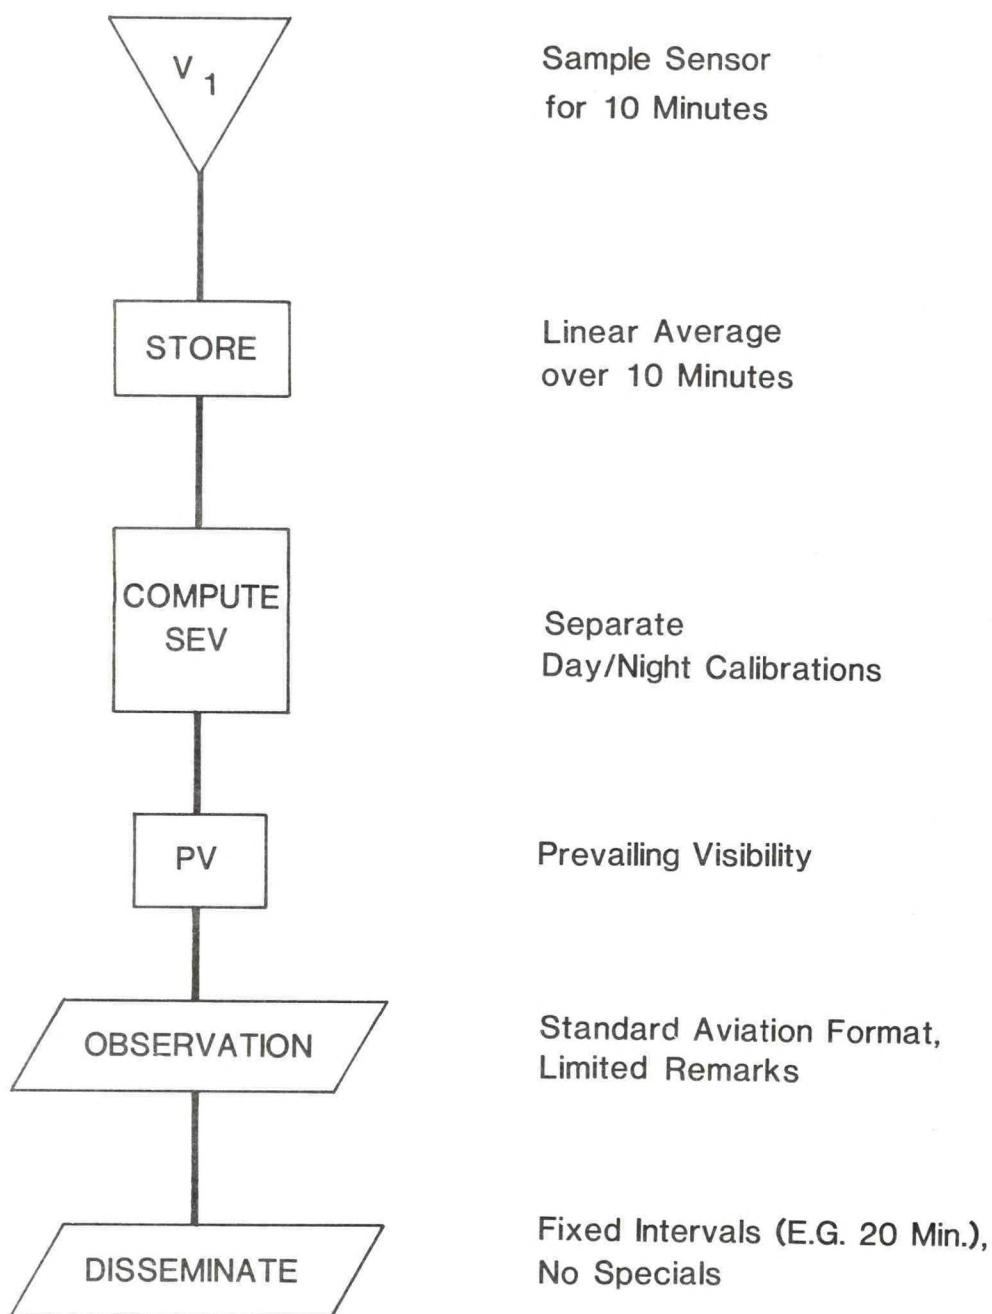 V 1
Sample Sensor
for 10 Minutes
STORE
Linear Average
over 10 Minutes
COMPUTE
SEV
Separate
Day/Night Calibrations
PV
Prevailing Visibility
OBSERVATION
Standard Aviation Format,
Limited Remarks
DISSEMINATE
Fixed Intervals (E.G. 20 Min.),
No Specials